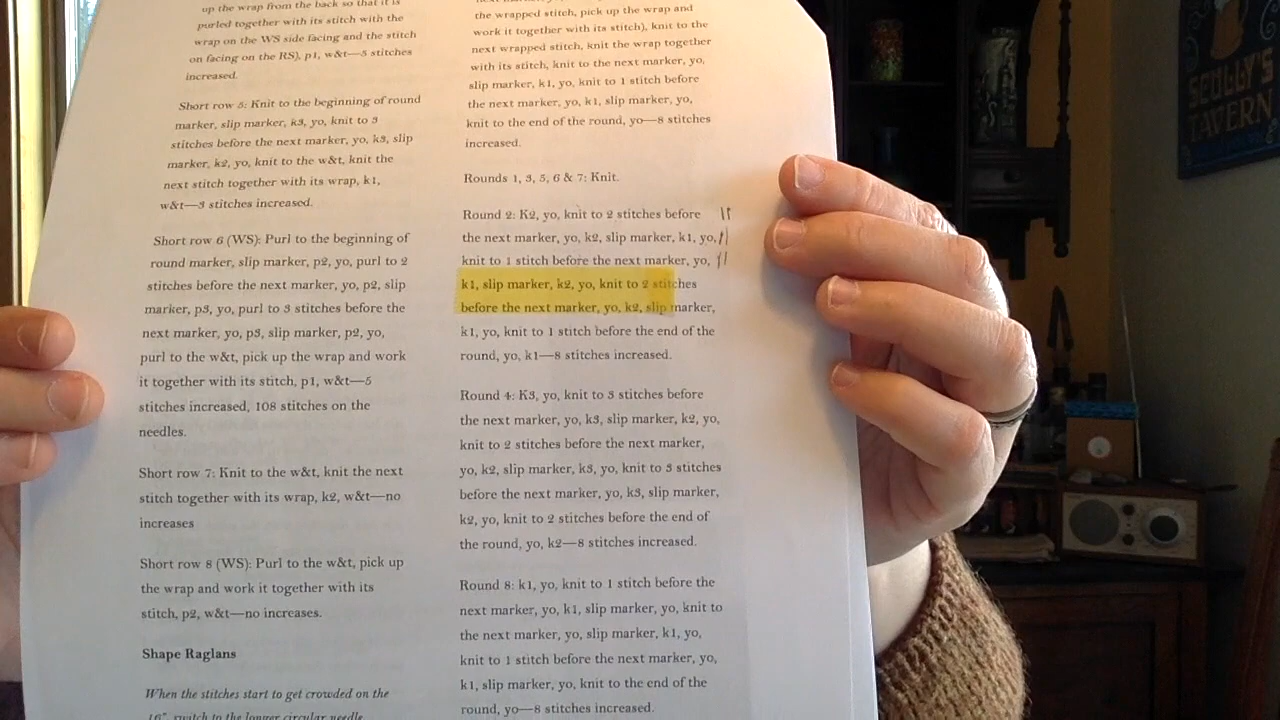 up the wrap from the back so that it is
purled together with its stitch with the
wrap on the WS side facing and the stitch
on facing on the RS), p1, w&t—5 stitches
increased.
Short row 5: Knit to the beginning of round
marker, slip marker, k3, yo, knit to 3
stitches before the next marker, yo, k3, slip
marker, k2, yo, knit to the w&t, knit the
next stitch together with its wrap, k1,
w&t—3 stitches increased.
Short row 6 (WS): Purl to the beginning of
round marker, slip marker, p2, yo, purl to 2
stitches before the next marker, yo, p2, slip
marker, p3, yo, purl to 3 stitches before the
next marker, yo, p3, slip marker, p2, yo,
purl to the w&t, pick up the wrap and work
it together with its stitch, p1, w&t—5
stitches increased, 108 stitches on the
needles.
Short row 7: Knit to the w&t, knit the next
stitch together with its wrap, k2, w&t—no
increases
Short row 8 (WS): Purl to the w&t, pick up
the wrap and work it together with its
stitch, p2, w&t—no increases.
Shape Raglans
When the stitches start to get crowded on the
16", switch to the longer circular needle
the wrapped stitch, pick up the wrap and
work it together with its stitch), knit to the
next wrapped stitch, knit the wrap together
with its stitch, knit to the next marker, yo,
slip marker, k1, yo, knit to 1 stitch before
the next marker, yo, k1, slip marker, yo,
knit to the end of the round, yo—8 stitches
increased.
Rounds 1, 3, 5, 6 & 7: Knit.
Round 2: K2, yo, knit to 2 stitches before
the next marker, yo, k2, slip marker, k1, yo,
knit to 1 stitch before the next marker, yo,
k1, slip marker, k2, yo, knit to 2 stitches
before the next marker, yo, k2, slip marker,
k1, yo, knit to 1 stitch before the end of the
round, yo, k1—8 stitches increased.
Round 4: K3, yo, knit to 3 stitches before
the next marker, yo, k3, slip marker, k2, yo,
knit to 2 stitches before the next marker,
yo, k2, slip marker, k3, yo, knit to 3 stitches
before the next marker, yo, k3, slip marker,
k2, yo, knit to 2 stitches before the end of
the round, yo, k2—8 stitches increased.
Round 8: k1, yo, knit to 1 stitch before the
next marker, yo, k1, slip marker, yo, knit to
the next marker, yo, slip marker, k1, yo,
knit to 1 stitch before the next marker, yo,
k1, slip marker, yo, knit to the end of the
round, yo—8 stitches increased.
SCULLY'S
TAVERN